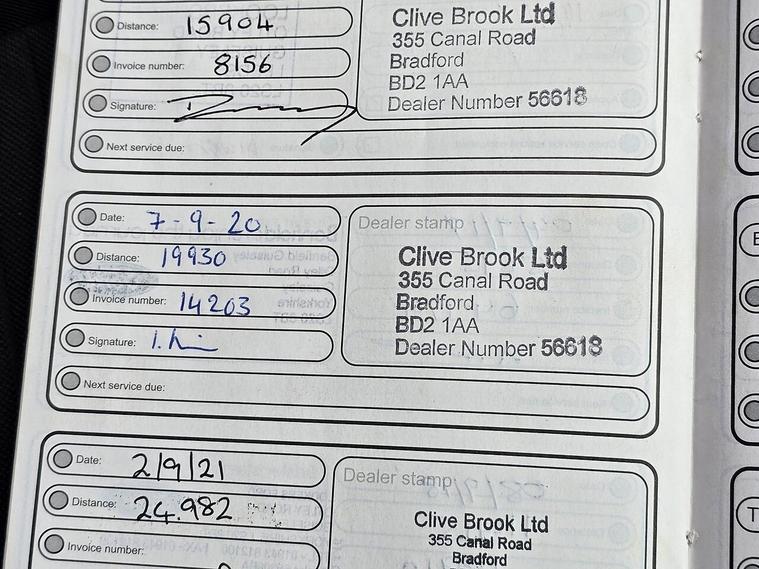 Distance: 15904
Clive Brook Ltd
355 Canal Road
Bradford
BD2 1AA
Dealer Number 56618
Invoice number: 8156
Signature:
Next service due:
Date: 7-9-20
Distance: 19930
Invoice number: 14203
Signature:
Dealer stamp
Clive Brook Ltd
355 Canal Road
Bradford
BD2 1AA
Dealer Number 56618
Next service due:
Date: 2/9/21
Distance: 24.982
Invoice number:
Dealer stamp
Clive Brook Ltd
355 Canal Road
Bradford